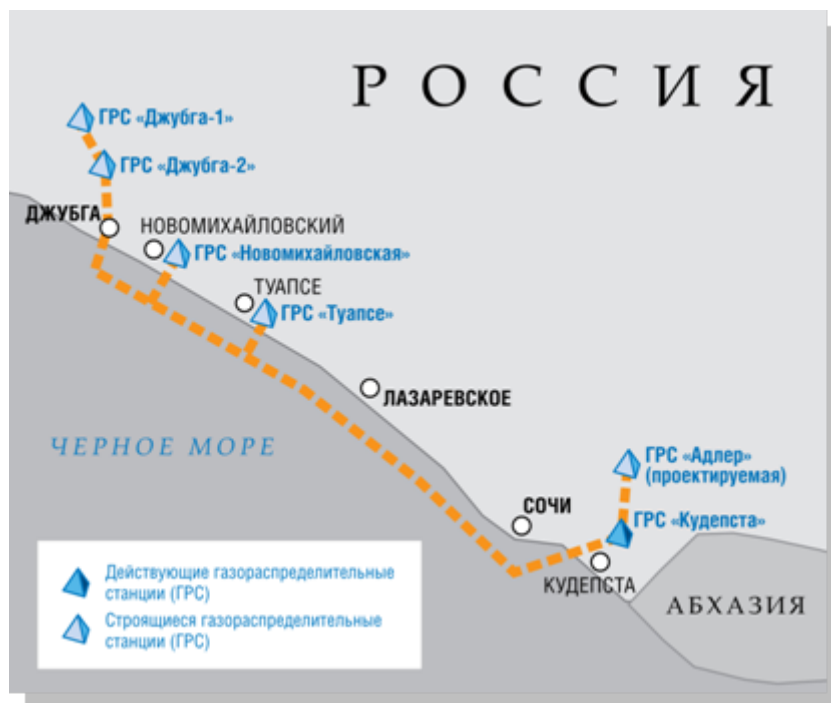 РОССИЯ
ГРС «Джубга-1»
ГРС «Джубга-2»
ДЖУБГА
НОВОМИХАЙЛОВСКИЙ
ГРС «Новомихайловская»
ТУАПСЕ
ГРС «Туапсе»
ЛАЗАРЕВСКОЕ
ЧЕРНОЕ МОРЕ
ГРС «Адлер»
(проектируемая)
СОЧИ
ГРС «Кудепста»
КУДЕПСТА
АБХАЗИЯ
Действующие газораспределительные
станции (ГРС)
Строящиеся газораспределительные
станции (ГРС)